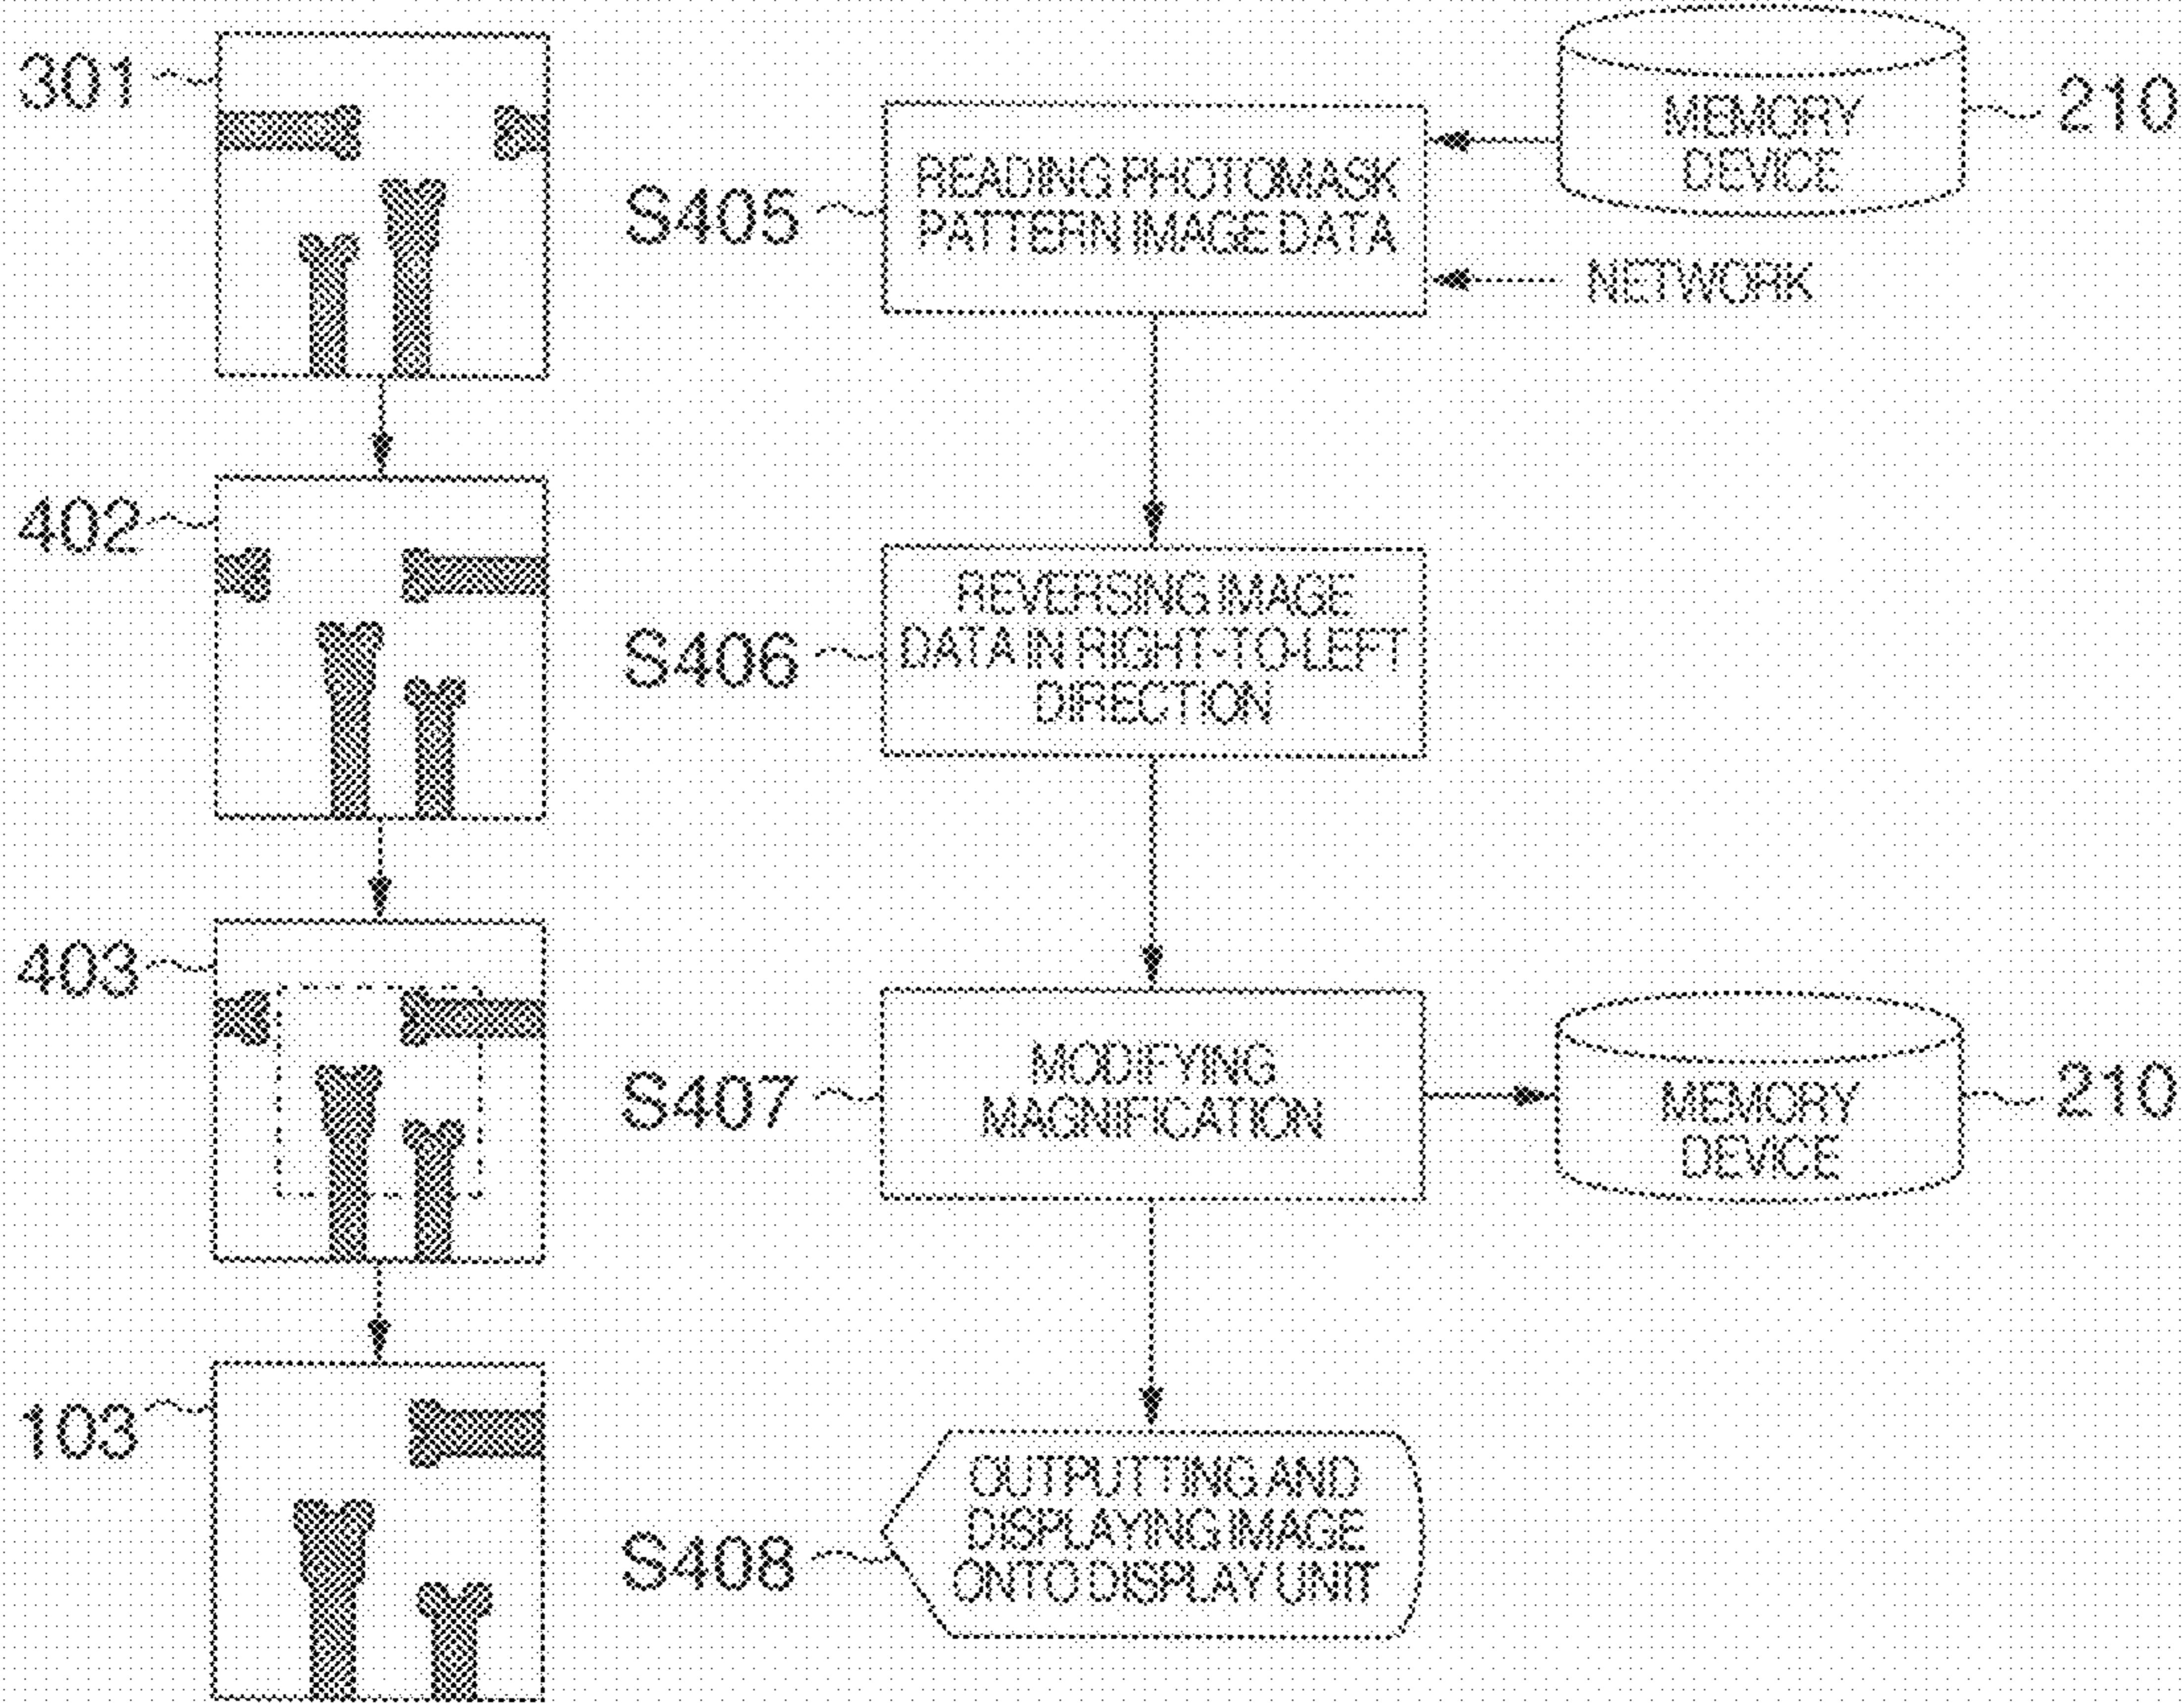 301
S405
READING PHOTOMASK
PATTERN IMAGE DATA
MEMORY
DEVICE
210
NETWORK
402
S406
REVERSING IMAGE
DATA IN RIGHT-TO-LEFT
DIRECTION
403
S407
MODIFYING
MAGNIFICATION
MEMORY
DEVICE
210
103
S408
OUTPUTTING AND
DISPLAYING IMAGE
ONTO DISPLAY UNIT